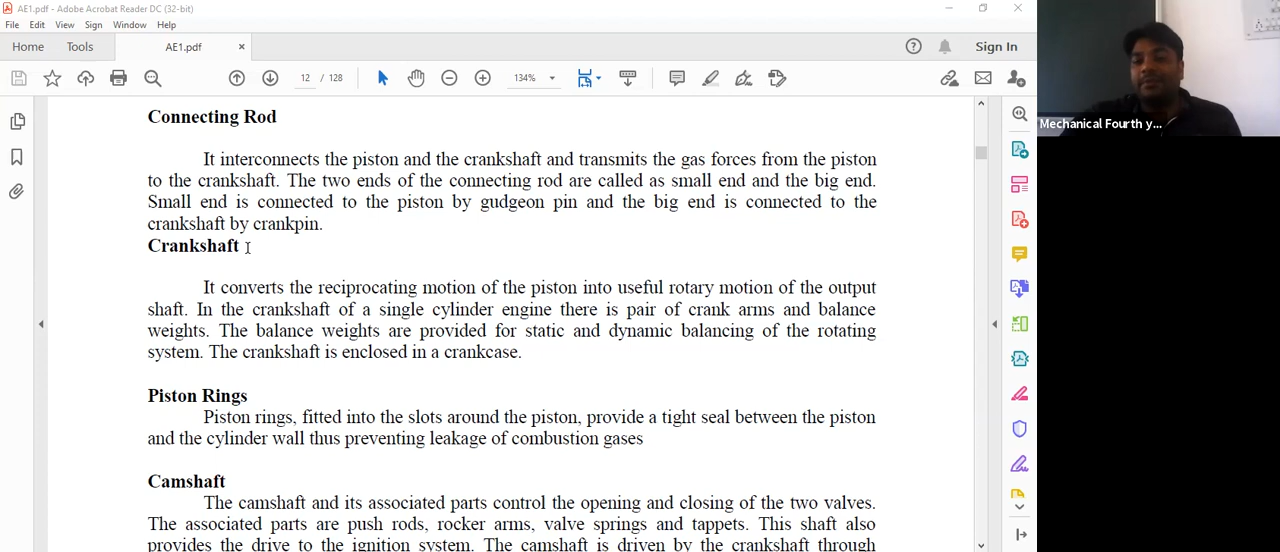 AE1.pdf - Adobe Acrobat Reader DC (32-bit)
File Edit View Sign Window Help
Home Tools AE1.pdf × Sign In
12 / 128 134%
Connecting Rod
It interconnects the piston and the crankshaft and transmits the gas forces from the piston
to the crankshaft. The two ends of the connecting rod are called as small end and the big end.
Small end is connected to the piston by gudgeon pin and the big end is connected to the
crankshaft by crankpin.
Crankshaft
It converts the reciprocating motion of the piston into useful rotary motion of the output
shaft. In the crankshaft of a single cylinder engine there is pair of crank arms and balance
weights. The balance weights are provided for static and dynamic balancing of the rotating
system. The crankshaft is enclosed in a crankcase.
Piston Rings
Piston rings, fitted into the slots around the piston, provide a tight seal between the piston
and the cylinder wall thus preventing leakage of combustion gases
Camshaft
The camshaft and its associated parts control the opening and closing of the two valves.
The associated parts are push rods, rocker arms, valve springs and tappets. This shaft also
provides the drive to the ignition system. The camshaft is driven by the crankshaft through
Mechanical Fourth y...